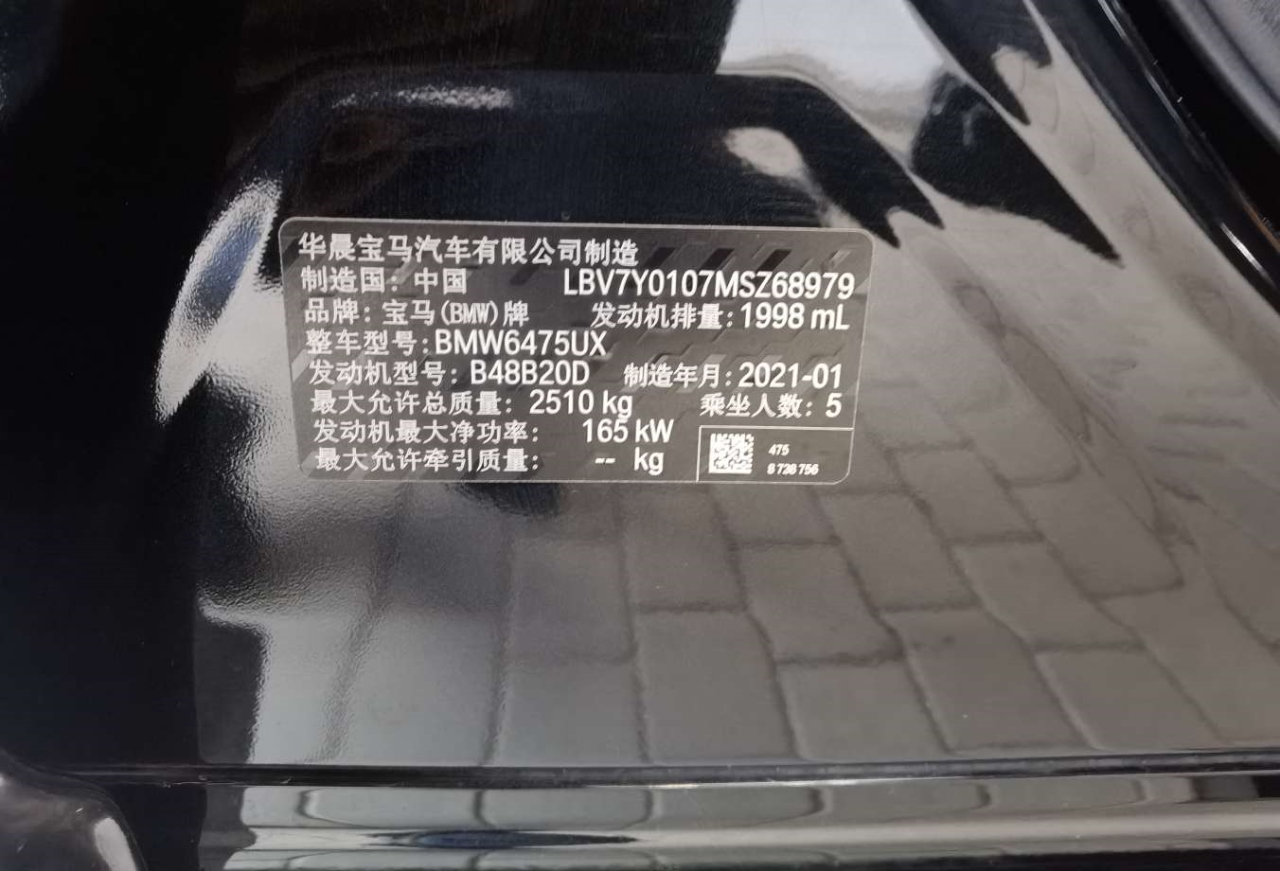 华晨宝马汽车有限公司制造
制造国：中国 LBV7Y0107MSZ68979
品牌：宝马(BMW)牌 发动机排量：1998 mL
整车型号：BMW6475UX
发动机型号：B48B20D 制造年月：2021-01
最大允许总质量：2510 kg 乘坐人数：5
发动机最大净功率： 165 kW
最大允许牵引质量： -- kg
475
8 728 756